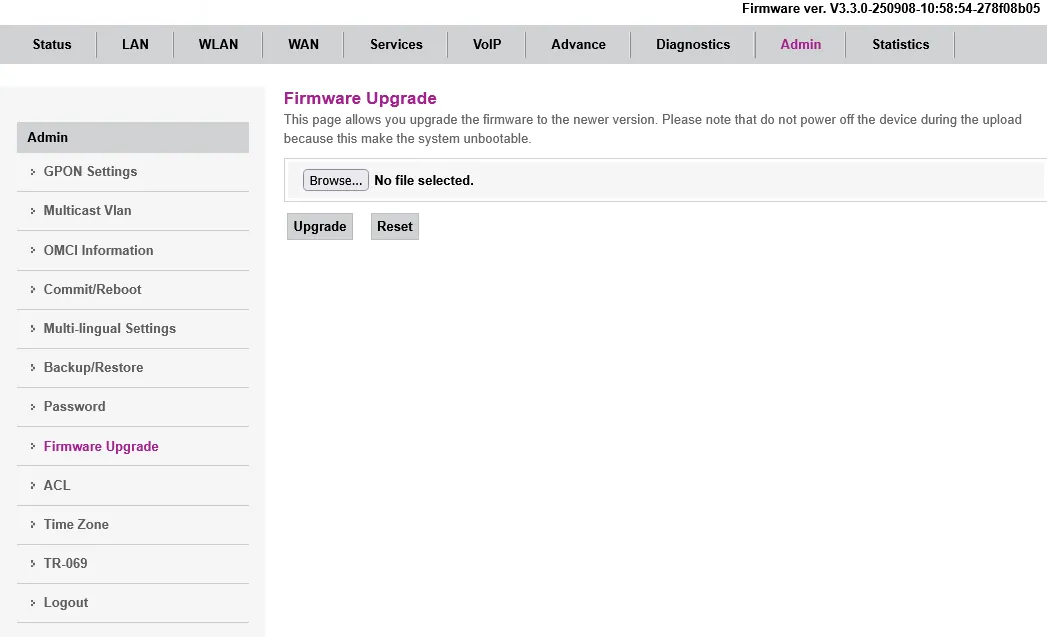 Firmware ver. V3.3.0-250908-10:58:54-278f08b05
Status LAN WLAN WAN Services VoIP Advance Diagnostics Admin Statistics
Admin
GPON Settings
Multicast Vlan
OMCI Information
Commit/Reboot
Multi-lingual Settings
Backup/Restore
Password
Firmware Upgrade
ACL
Time Zone
TR-069
Logout
Firmware Upgrade
This page allows you upgrade the firmware to the newer version. Please note that do not power off the device during the upload
because this make the system unbootable.
Browse... No file selected.
Upgrade Reset